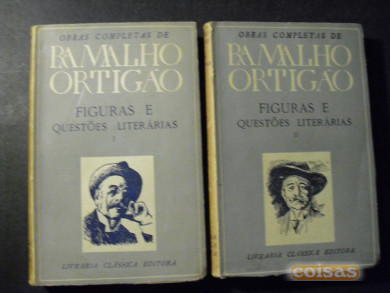 OBRAS COMPLETAS DE
RAMALHO
ORTIGÃO
FIGURAS E
QUESTÕES LITERÁRIAS
I
LIVRARIA CLÁSSICA EDITORA
OBRAS COMPLETAS DE
RAMALHO
ORTIGÃO
FIGURAS E
QUESTÕES LITERÁRIAS
II
LIVRARIA CLÁSSICA EDITORA
coisas